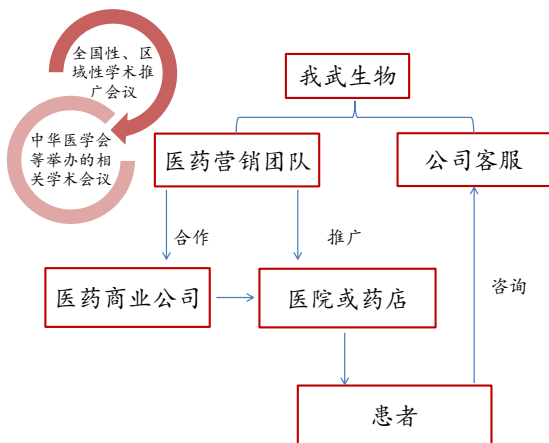 全国性、区
域性学术推
广会议
中华医学会
等举办的相
关学术会议
我武生物
医药营销团队
公司客服
合作
推广
医药商业公司
医院或药店
咨询
患者